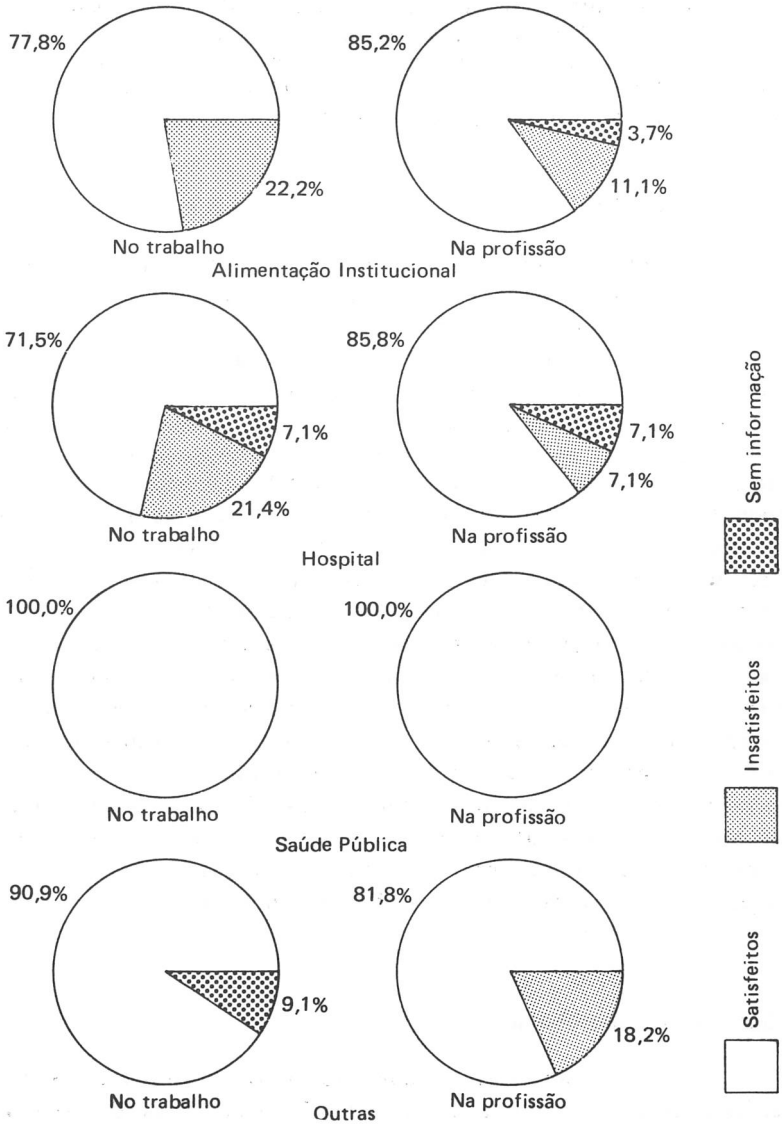 77,8%
22,2%
No trabalho
85,2%
3,7%
11,1%
Na profissão
Alimentação Institucional
71,5%
7,1%
21,4%
No trabalho
85,8%
7,1%
7,1%
Na profissão
Hospital
100,0%
No trabalho
100,0%
Na profissão
Saúde Pública
90,9%
9,1%
No trabalho
81,8%
18,2%
Na profissão
Outras
Sem informação
Insatisfeitos
Satisfeitos